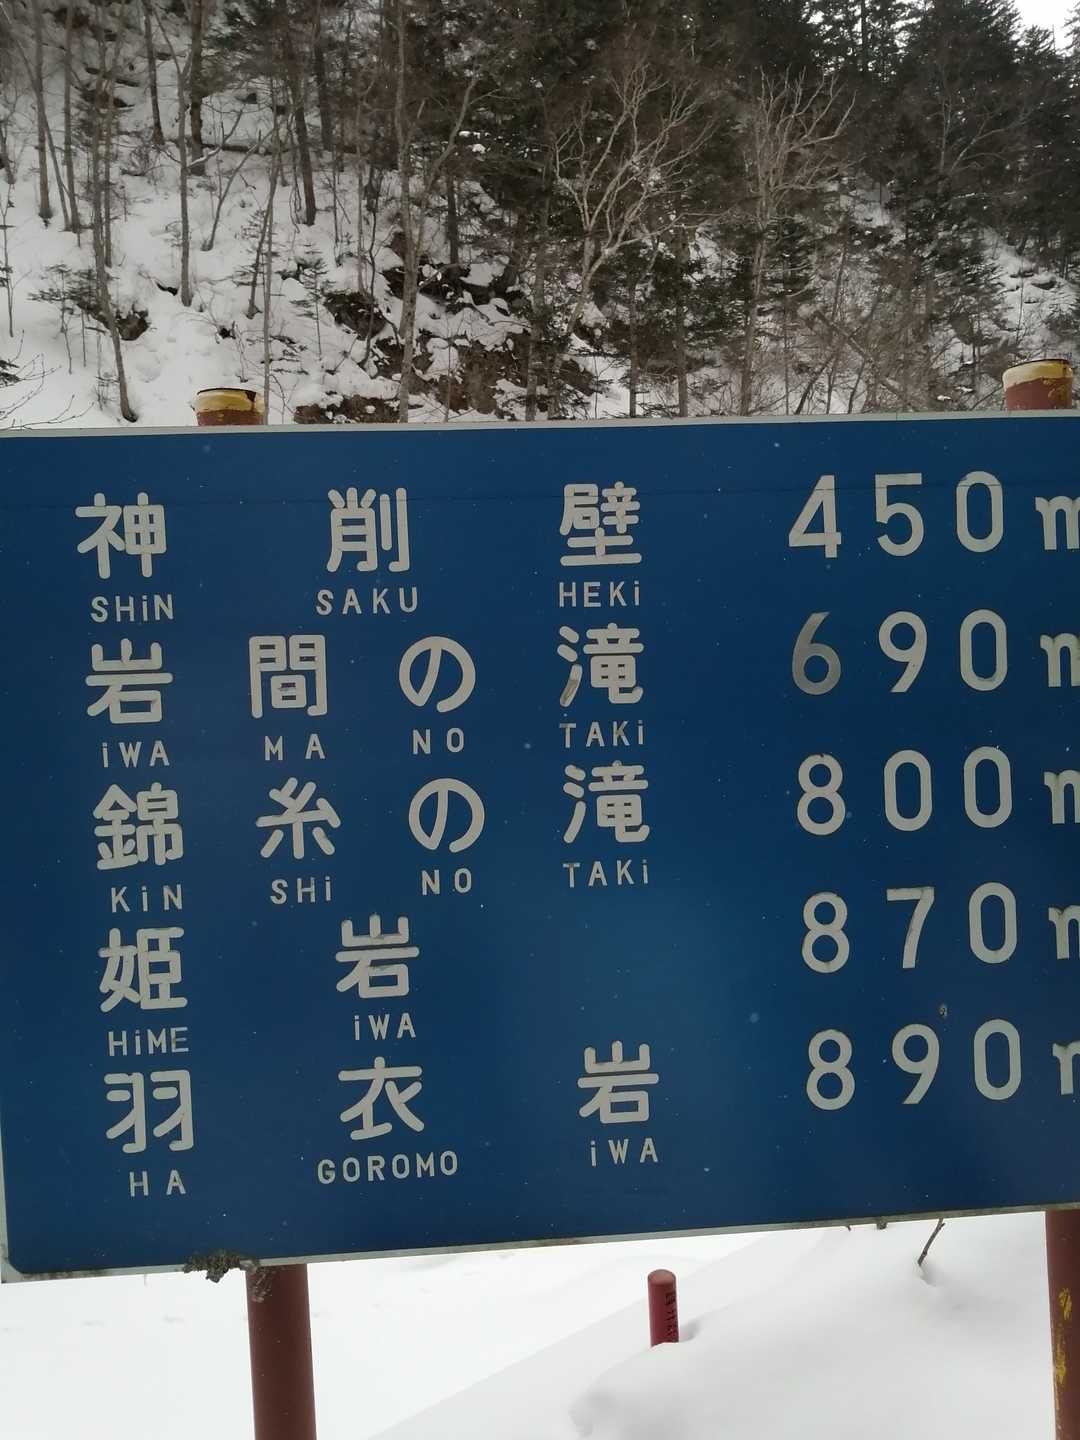 神削壁 450m
SHiN SAKU HEKi
岩間の滝 690m
iWA MA NO TAKi
錦糸の滝 800m
KiN SHi NO TAKi
姫岩 870m
HiME iWA
羽衣岩 890m
HA GOROMO iWA